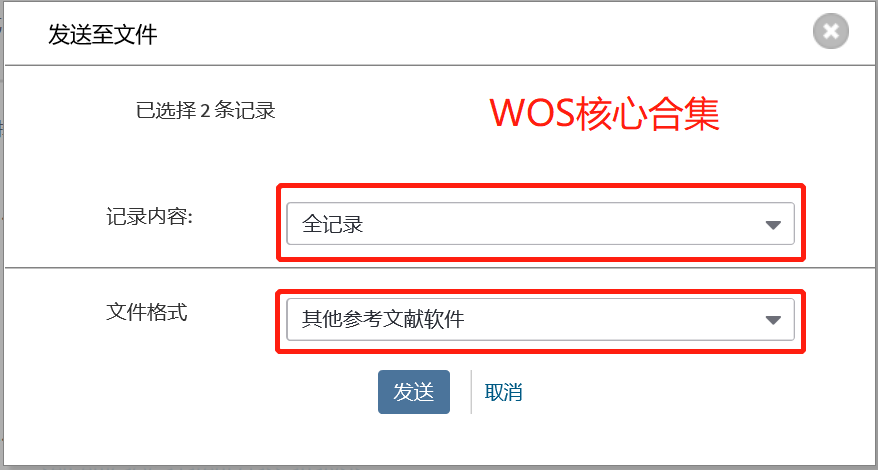 发送至文件
已选择 2 条记录
WOS核心合集
记录内容:
全记录
文件格式
其他参考文献软件
发送
取消